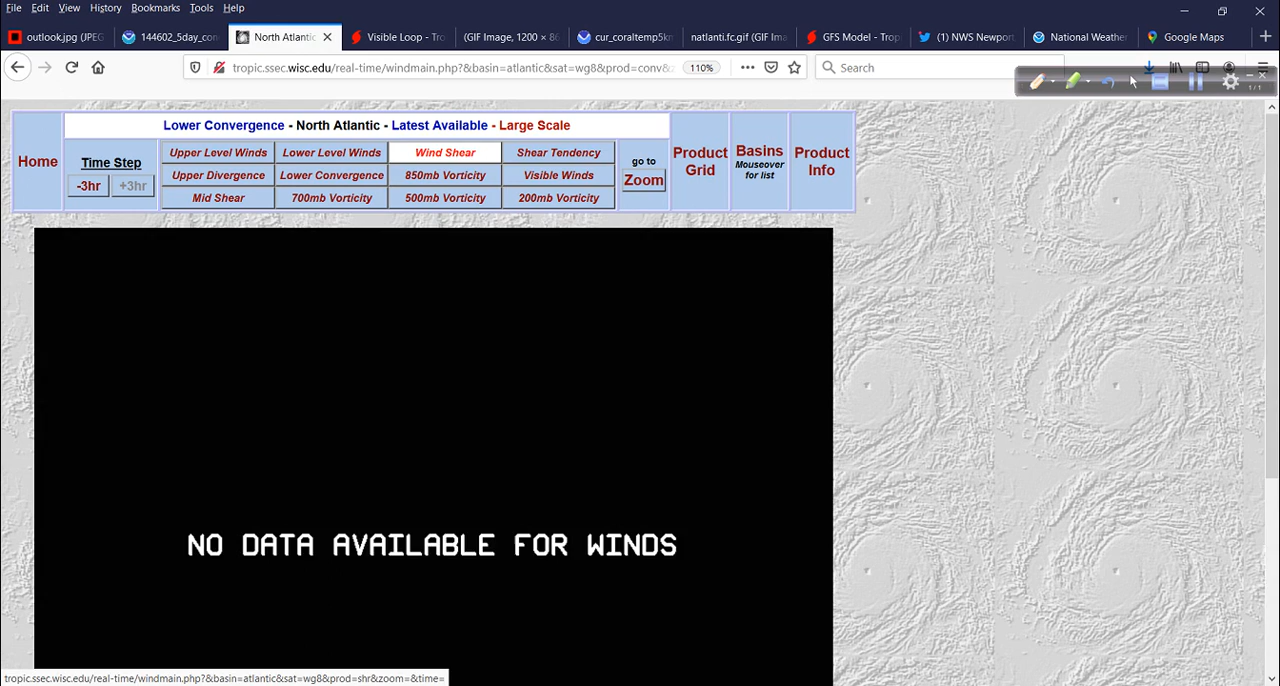 File Edit View History Bookmarks Tools Help
outlook.jpg (JPEG 144602_5day_con North Atlantic Visible Loop - Tro (GIF Image, 1200 × 86 cur_coraltemp5km natlanti.fc.gif (GIF Ima GFS Model - Trop (1) NWS Newport, National Weather Google Maps
tropic.ssec.wisc.edu/real-time/windmain.php?&basin=atlantic&sat=wg8&prod=conv& 110% Search
1/1
Lower Convergence - North Atlantic - Latest Available - Large Scale
Home
Time Step
-3hr +3hr
Upper Level Winds Lower Level Winds Wind Shear Shear Tendency
Upper Divergence Lower Convergence 850mb Vorticity Visible Winds
Mid Shear 700mb Vorticity 500mb Vorticity 200mb Vorticity
go to
Zoom
Product
Grid
Basins
Mouseover
for list
Product
Info
NO DATA AVAILABLE FOR WINDS
tropic.ssec.wisc.edu/real-time/windmain.php?&basin=atlantic&sat=wg8&prod=shr&zoom=&time=